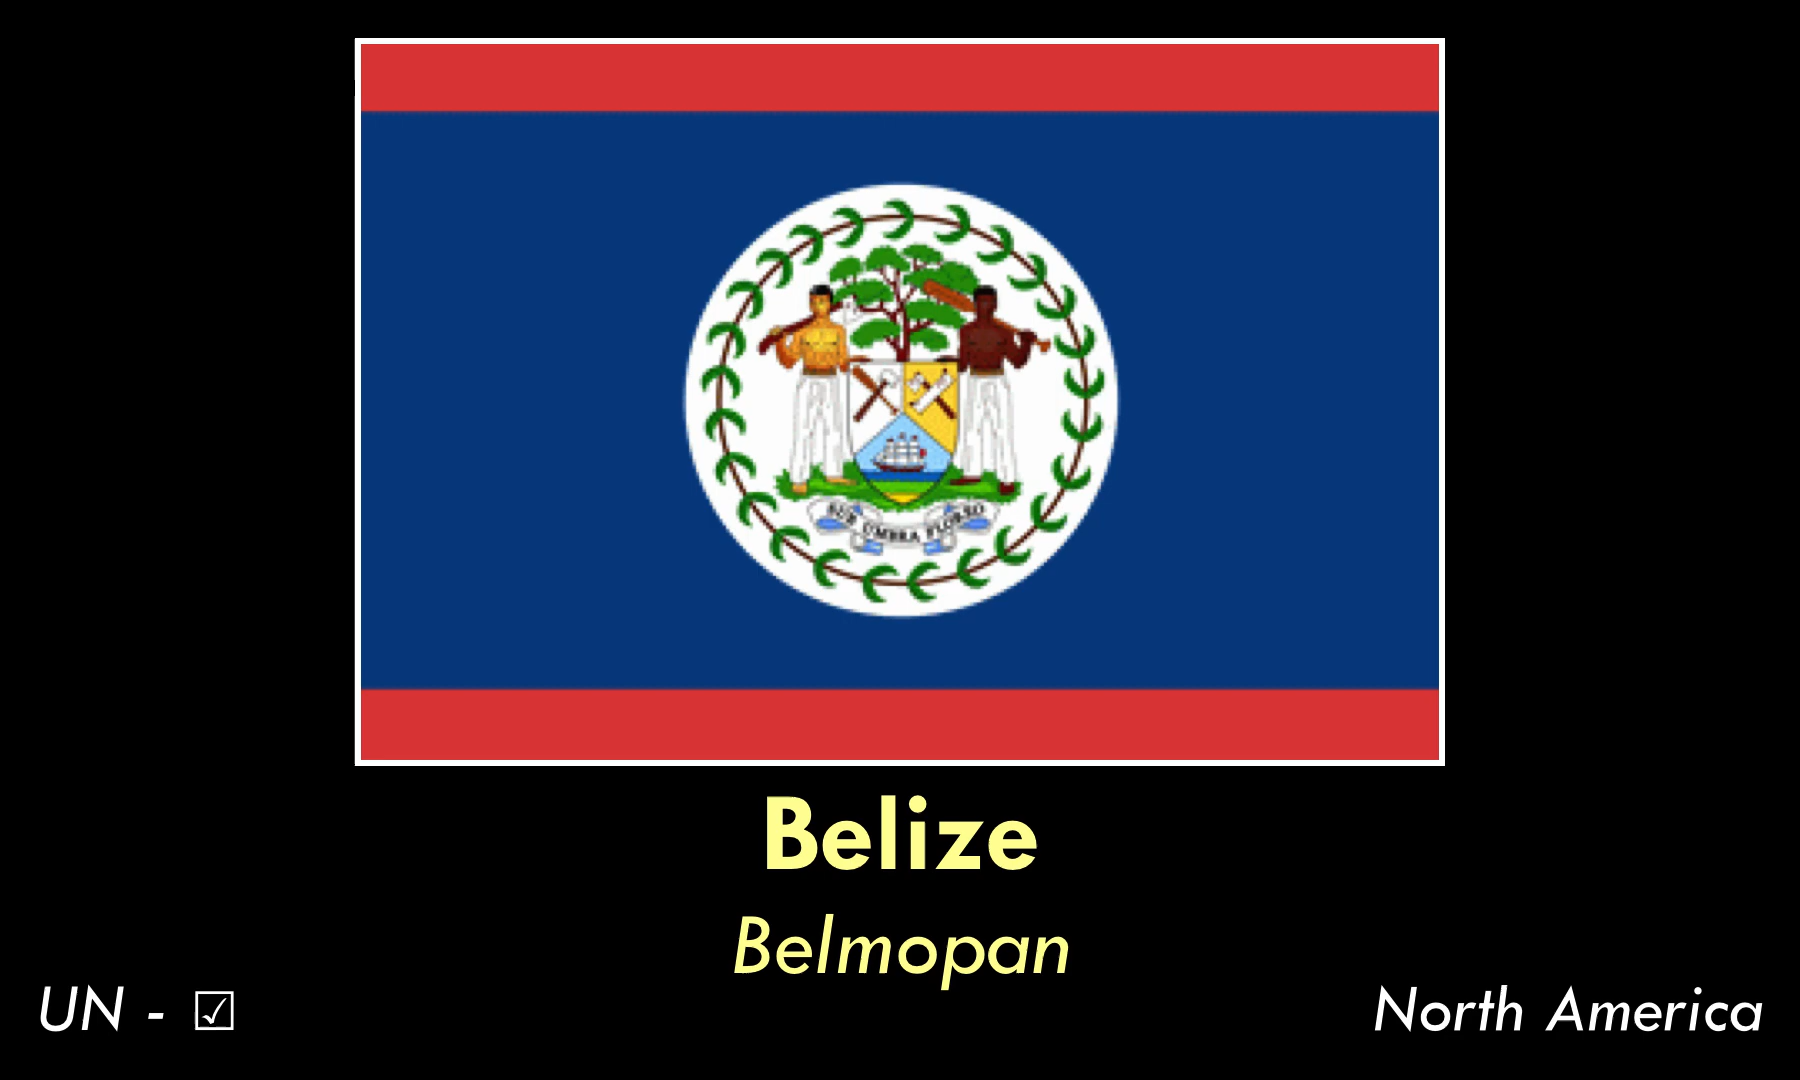 SUB UMBRA FLOREO
Belize
Belmopan
UN - ☑
North America